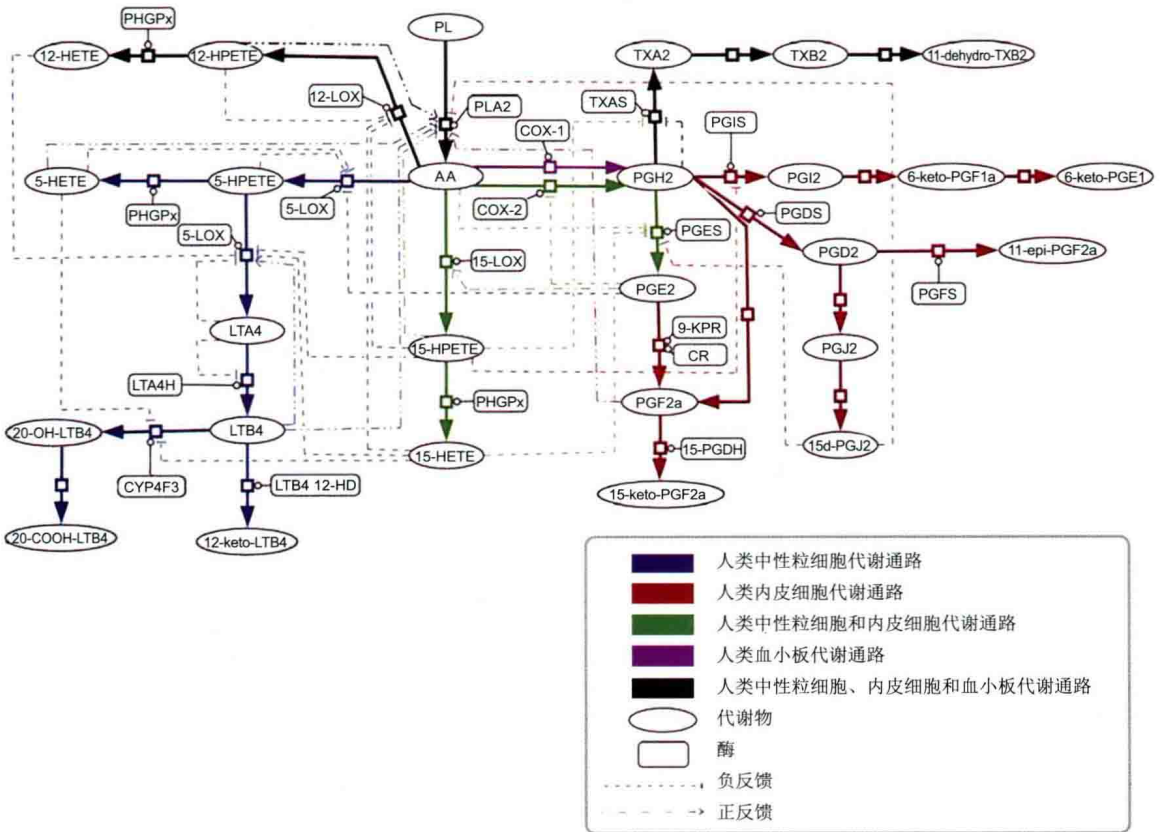 PHGPx
PL
12-HETE
12-HPETE
TXA2
TXB2
11-dehydro-TXB2
12-LOX
PLA2
TXAS
COX-1
PGIS
5-HETE
5-HPETE
AA
PGH2
PGI2
6-keto-PGF1a
6-keto-PGE1
PHGPx
5-LOX
COX-2
PGDS
5-LOX
PGES
15-LOX
PGD2
11-epi-PGF2a
PGE2
PGFS
LTA4
9-KPR
15-HPETE
CR
PGJ2
LTA4H
PHGPx
PGF2a
20-OH-LTB4
LTB4
15-HETE
15-PGDH
15d-PGJ2
CYP4F3
LTB4 12-HD
15-keto-PGF2a
20-COOH-LTB4
12-keto-LTB4
人类中性粒细胞代谢通路
人类内皮细胞代谢通路
人类中性粒细胞和内皮细胞代谢通路
人类血小板代谢通路
人类中性粒细胞、内皮细胞和血小板代谢通路
代谢物
酶
负反馈
正反馈